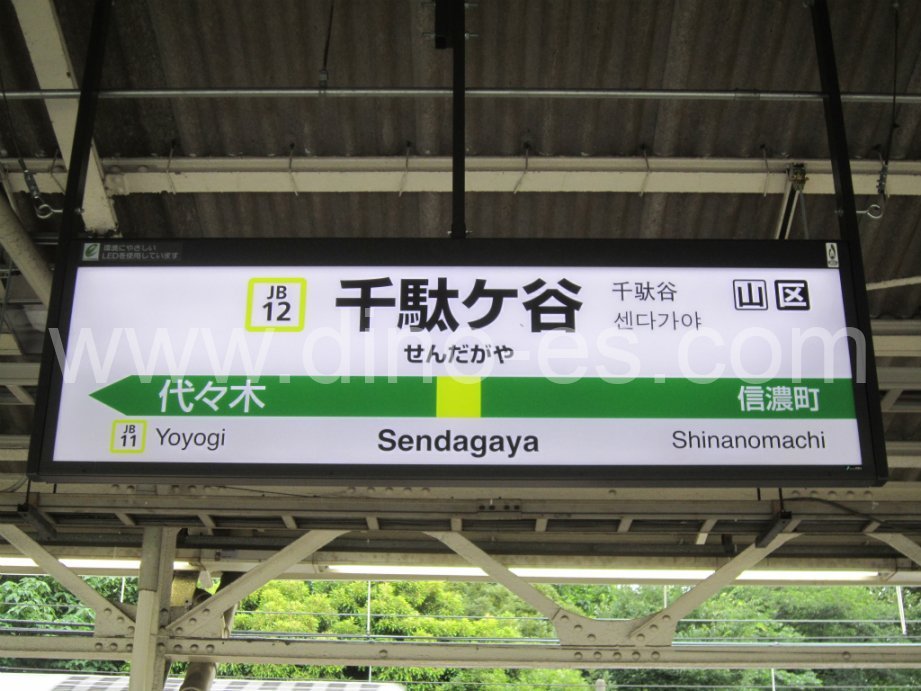 環境にやさしい
LEDを使用しています
JB
12
千駄ケ谷
せんだがや
千驮谷
센다가야
山 区
代々木
信濃町
JB
11
Yoyogi
Sendagaya
Shinanomachi
www.dino-es.com